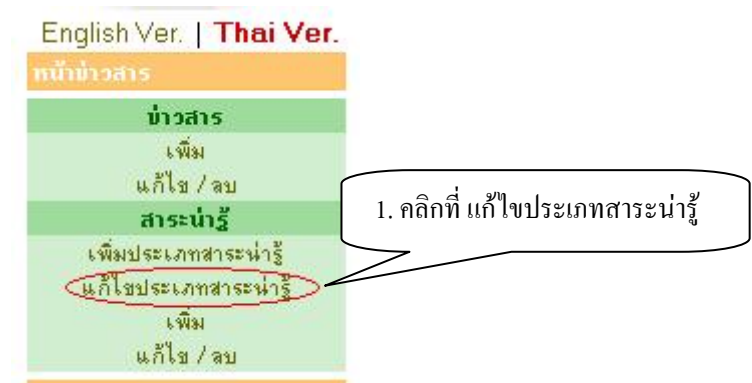 English Ver. | Thai Ver.
หน้าข่าวสาร
ข่าวสาร
เพิ่ม
แก้ไข / ลบ
สาระน่ารู้
เพิ่มประเภทสาระน่ารู้
แก้ไขประเภทสาระน่ารู้
เพิ่ม
แก้ไข / ลบ
1. คลิกที่ แก้ไขประเภทสาระน่ารู้